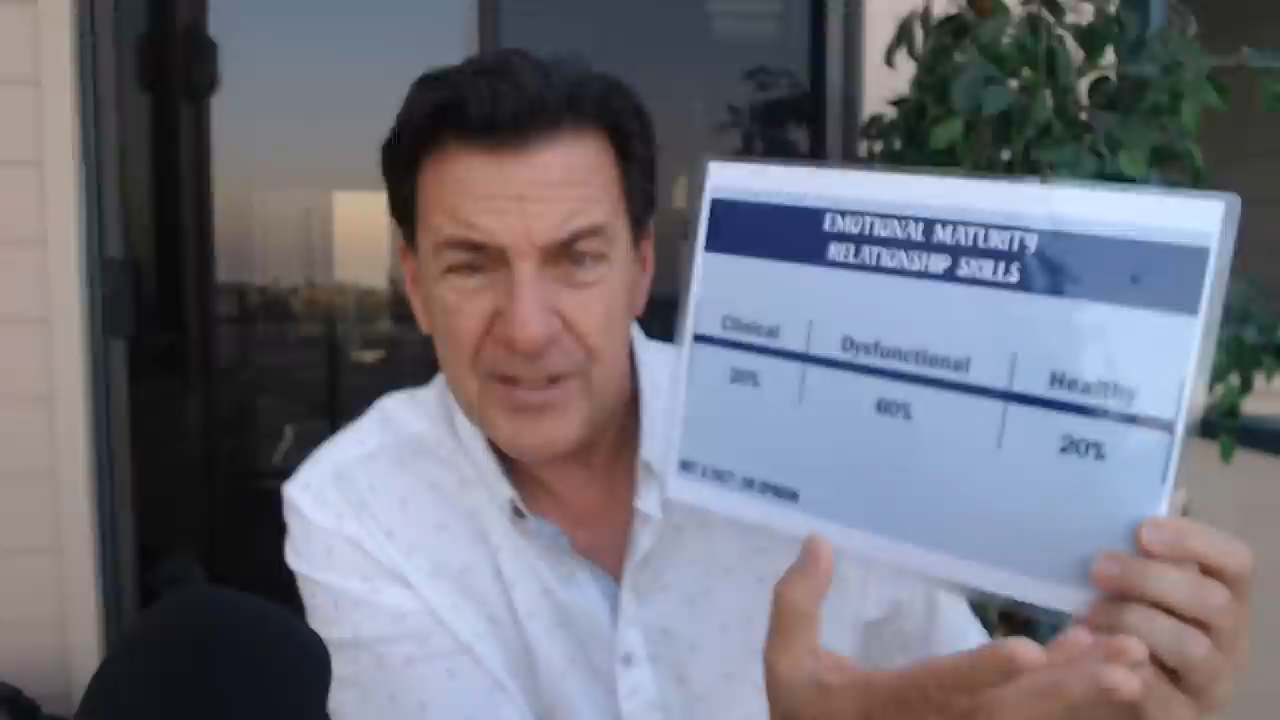 EMOTIONAL MATURITY
RELATIONSHIP SKILLS
Clinical Dysfunctional Healthy
20% 60% 20%